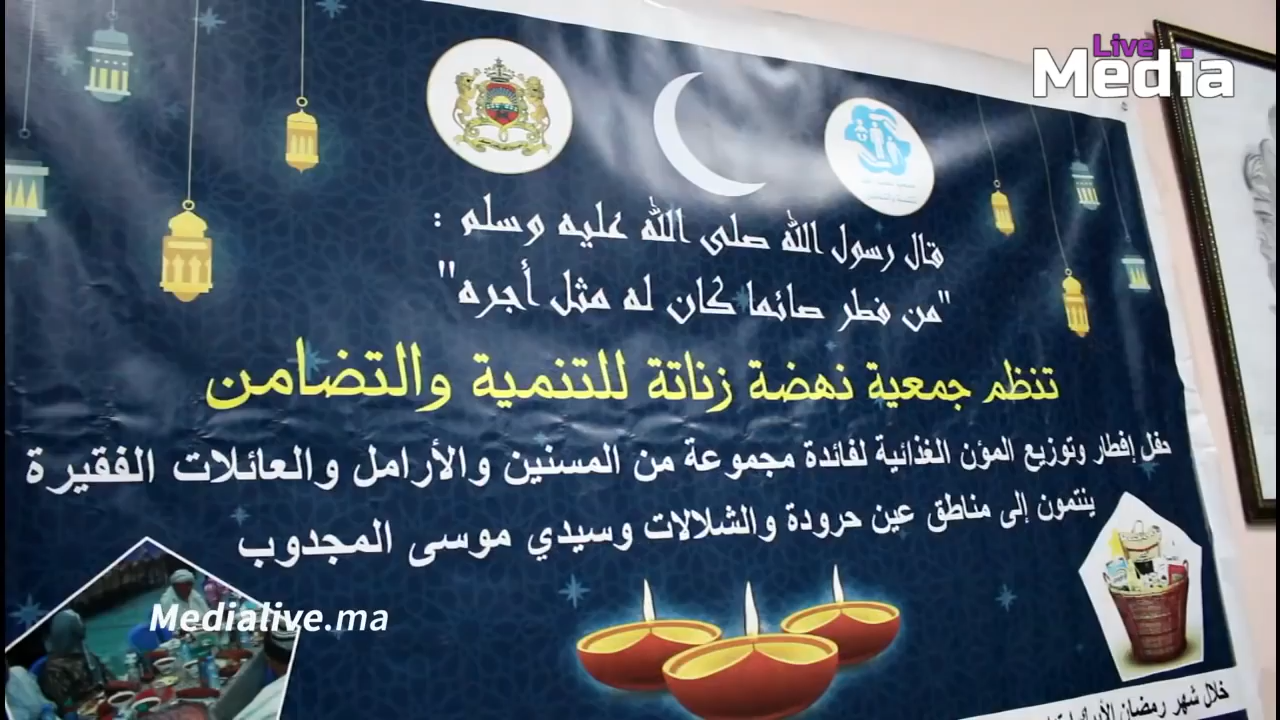 Live
Media
قال رسول الله صلى الله عليه وسلم :
"من فطر صائما كان له مثل أجره"
تنظم جمعية نهضة زناتة للتنمية والتضامن
حفل إفطار وتوزيع المؤن الغذائية لفائدة مجموعة من المسنين والأرامل والعائلات الفقيرة
ينتمون إلى مناطق عين حرودة والشلالات وسيدي موسى المجدوب
Medialive.ma
خلال شهر رمضان